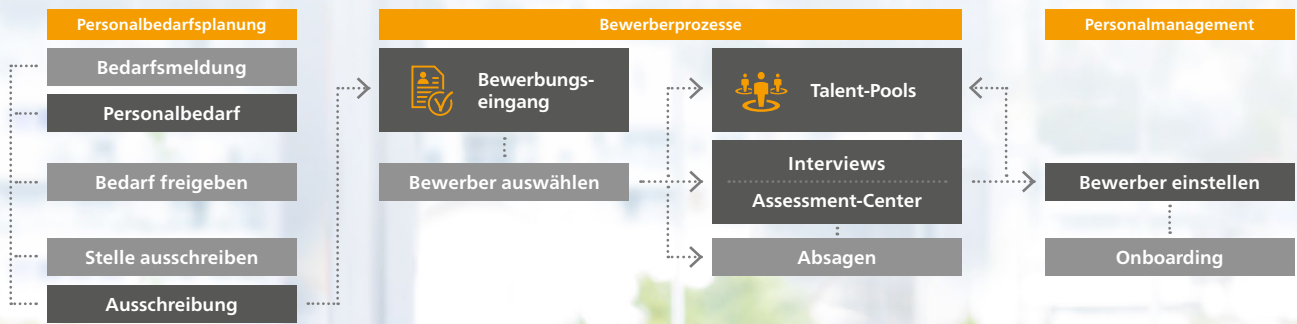 Personalbedarfsplanung
Bedarfsmeldung
Personalbedarf
Bedarf freigeben
Stelle ausschreiben
Ausschreibung
Bewerberprozesse
Bewerbungs-
eingang
Bewerber auswählen
Talent-Pools
Interviews
Assessment-Center
Absagen
Personalmanagement
Bewerber einstellen
Onboarding